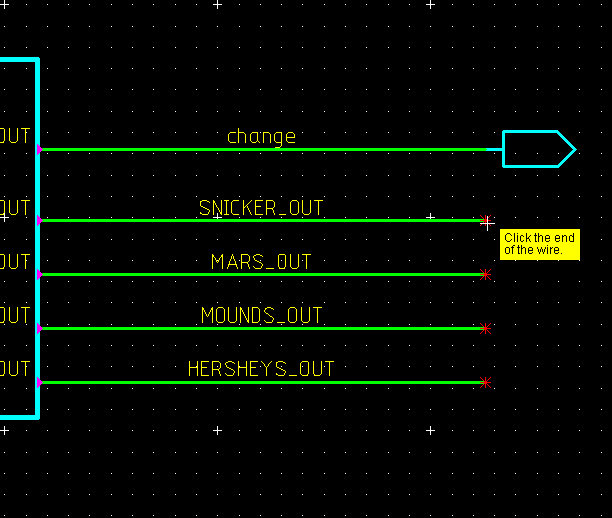 OUT change
OUT SNICKER_OUT
Click the end
of the wire.
OUT MARS_OUT
OUT MOUNDS_OUT
OUT HERSHEYS_OUT